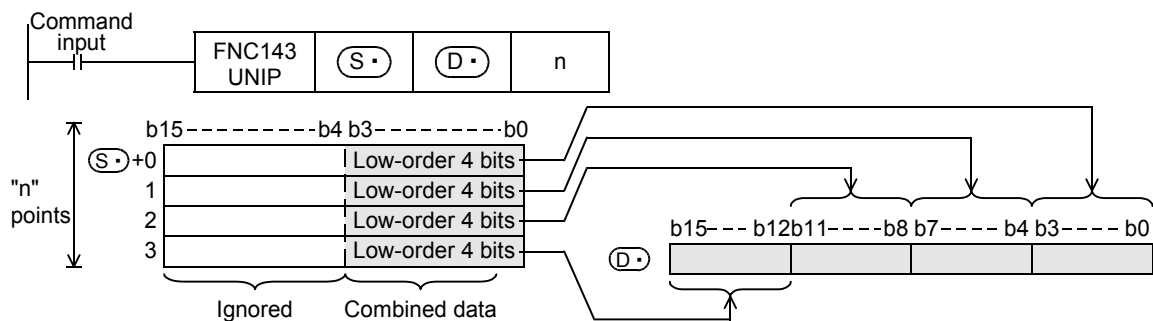 Command
input
FNC143
UNIP
S· D· n
b15 b4 b3 b0
S· +0 Low-order 4 bits
1 Low-order 4 bits
2 Low-order 4 bits
3 Low-order 4 bits
"n"
points
Ignored Combined data
b15 b12 b11 b8 b7 b4 b3 b0
D·